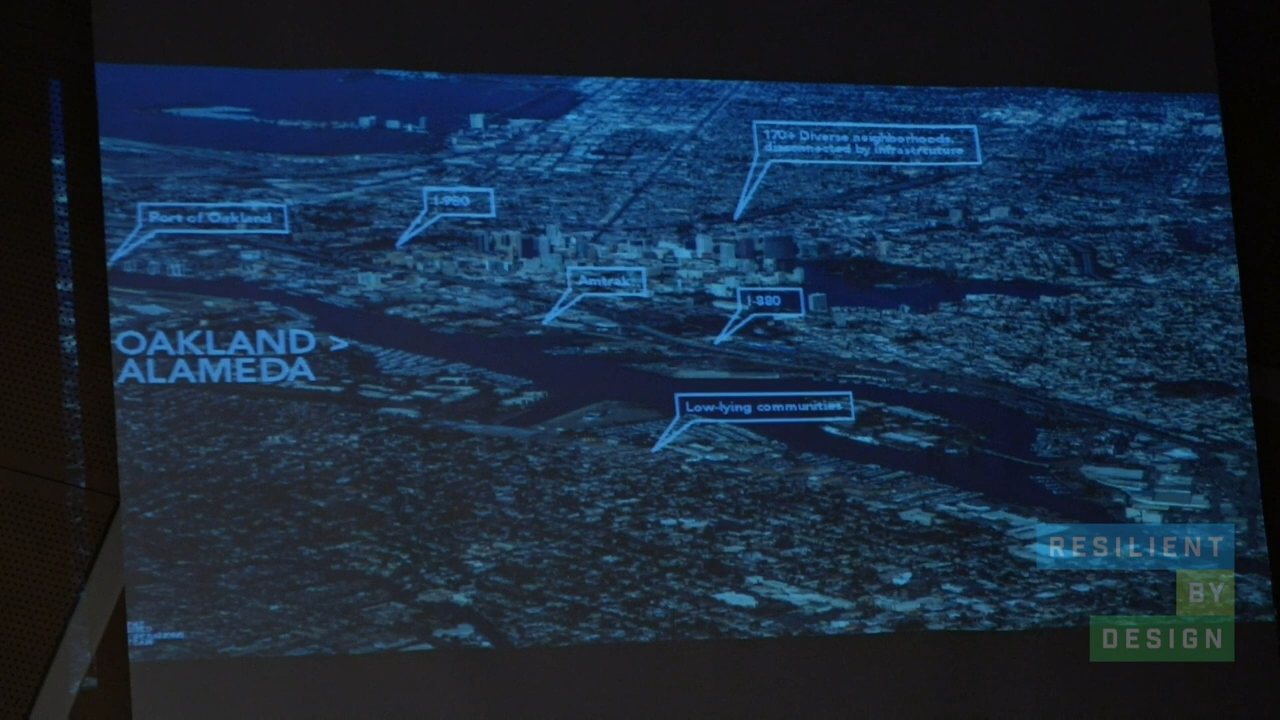 170+ Diverse neighborhoods,
disconnected by infrastrcuture
I-980
Port of Oakland
Amtrak
I-880
OAKLAND >
ALAMEDA
Low-lying communities
RESILIENT
BY
DESIGN